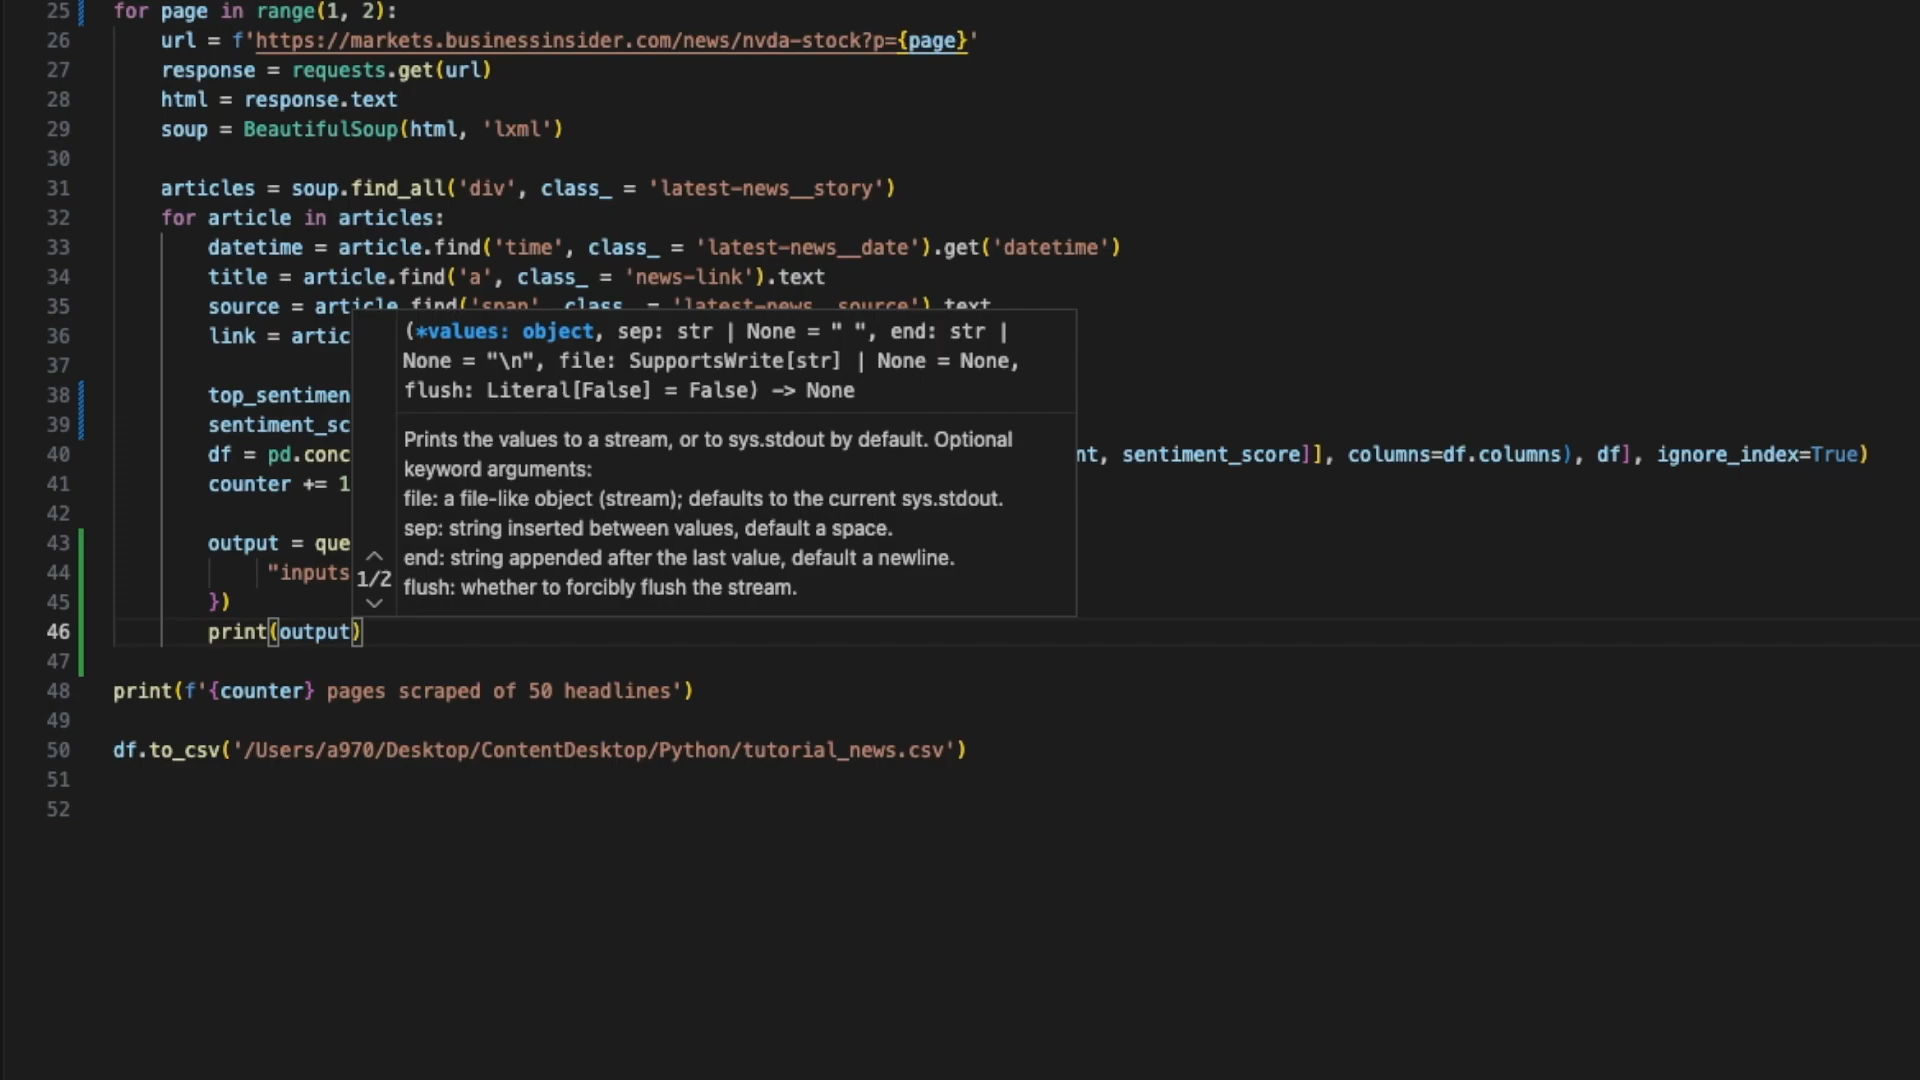 25 for page in range(1, 2):
26 url = f'https://markets.businessinsider.com/news/nvda-stock?p={page}'
27 response = requests.get(url)
28 html = response.text
29 soup = BeautifulSoup(html, 'lxml')
30
31 articles = soup.find_all('div', class_ = 'latest-news__story')
32 for article in articles:
33 datetime = article.find('time', class_ = 'latest-news__date').get('datetime')
34 title = article.find('a', class_ = 'news-link').text
35 source = article.find('span', class_ = 'latest-news__source').text
36 link = artic
(*values: object, sep: str | None = " ", end: str |
None = "\n", file: SupportsWrite[str] | None = None,
flush: Literal[False] = False) -> None
Prints the values to a stream, or to sys.stdout by default. Optional
keyword arguments:
file: a file-like object (stream); defaults to the current sys.stdout.
sep: string inserted between values, default a space.
end: string appended after the last value, default a newline.
flush: whether to forcibly flush the stream.
1/2
37
38 top_sentimen
39 sentiment_sc
40 df = pd.conc nt, sentiment_score]], columns=df.columns), df], ignore_index=True)
41 counter += 1
42
43 output = que
44 "inputs
45 })
46 print(output)
47
48 print(f'{counter} pages scraped of 50 headlines')
49
50 df.to_csv('/Users/a970/Desktop/ContentDesktop/Python/tutorial_news.csv')
51
52